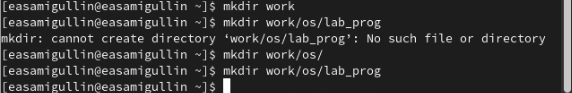 [easamigullin@easamigullin ~]$ mkdir work
[easamigullin@easamigullin ~]$ mkdir work/os/lab_prog
mkdir: cannot create directory ‘work/os/lab_prog’: No such file or directory
[easamigullin@easamigullin ~]$ mkdir work/os/
[easamigullin@easamigullin ~]$ mkdir work/os/lab_prog
[easamigullin@easamigullin ~]$